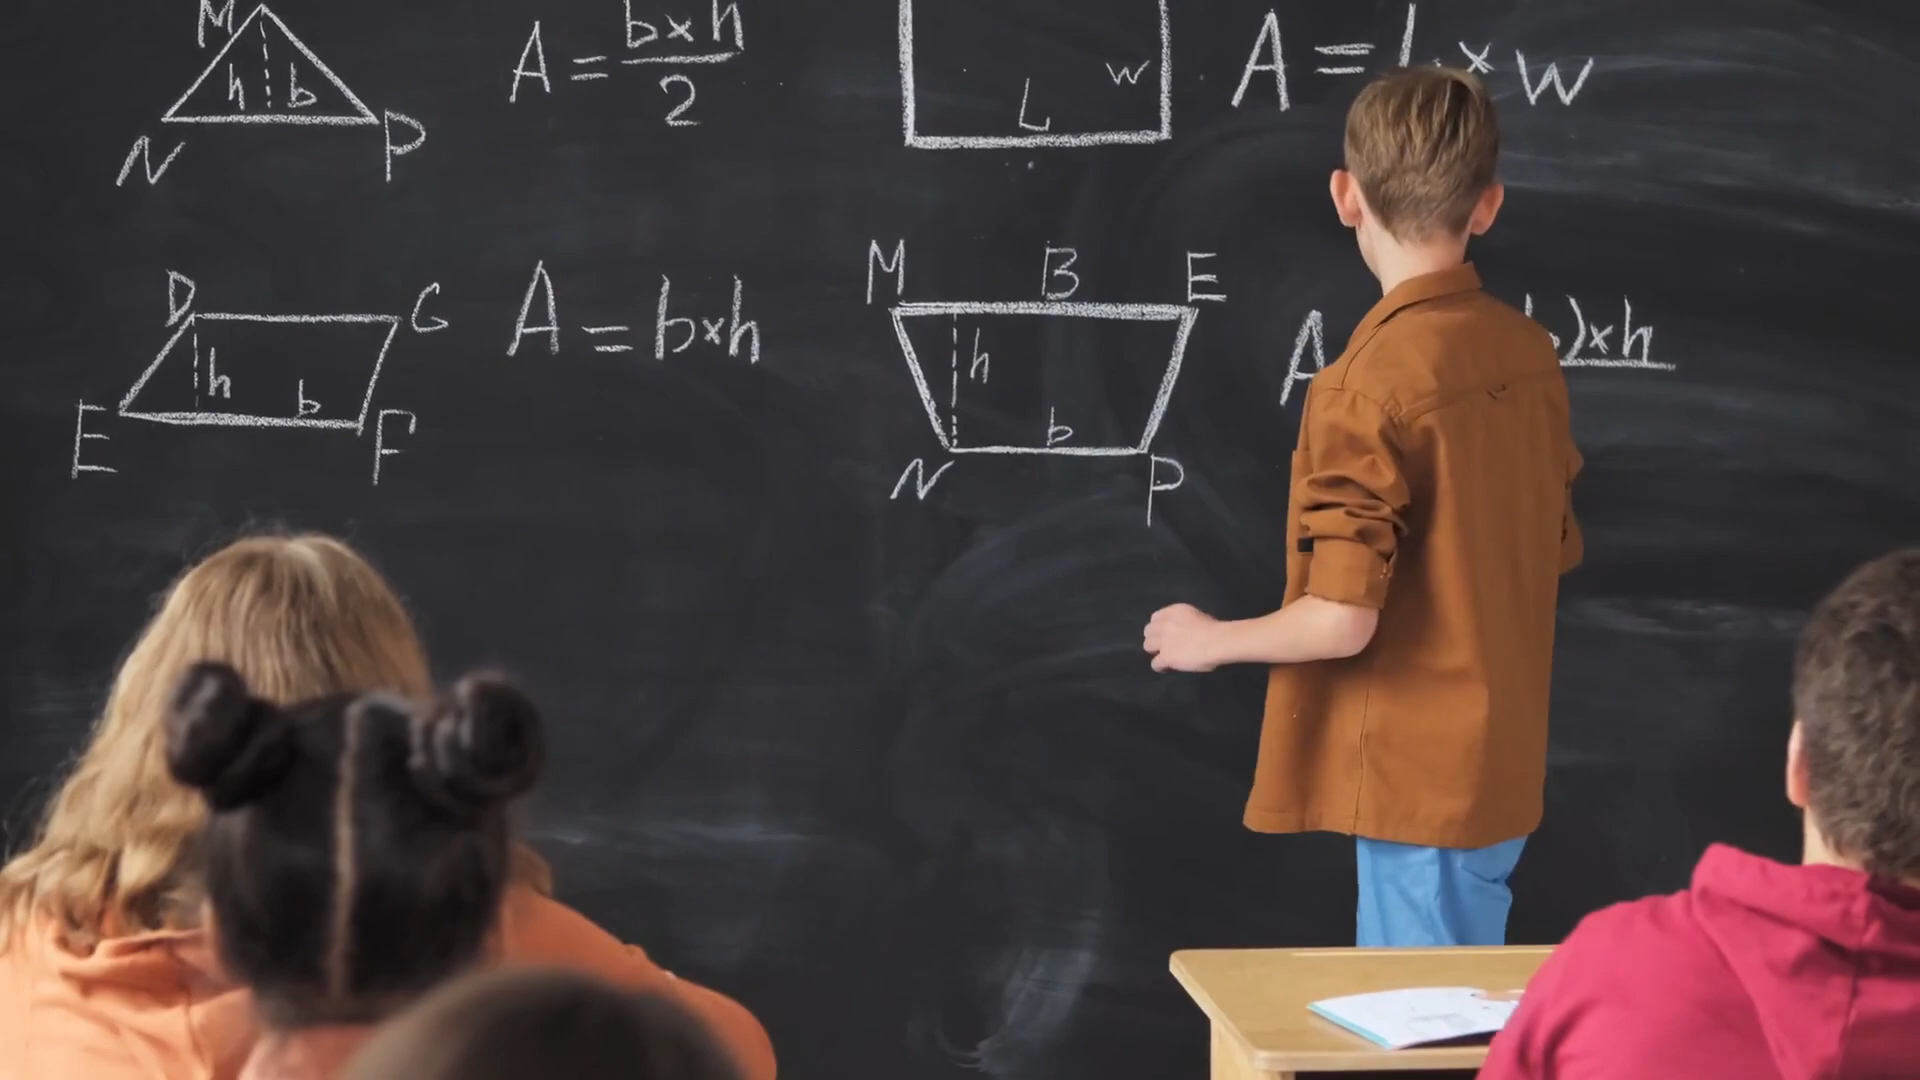 M
h b
N P
A = b×h
2
W
L
A = L × W
D G
h b
E F
A = b×h
M B E
h
b
N P
A b)×h